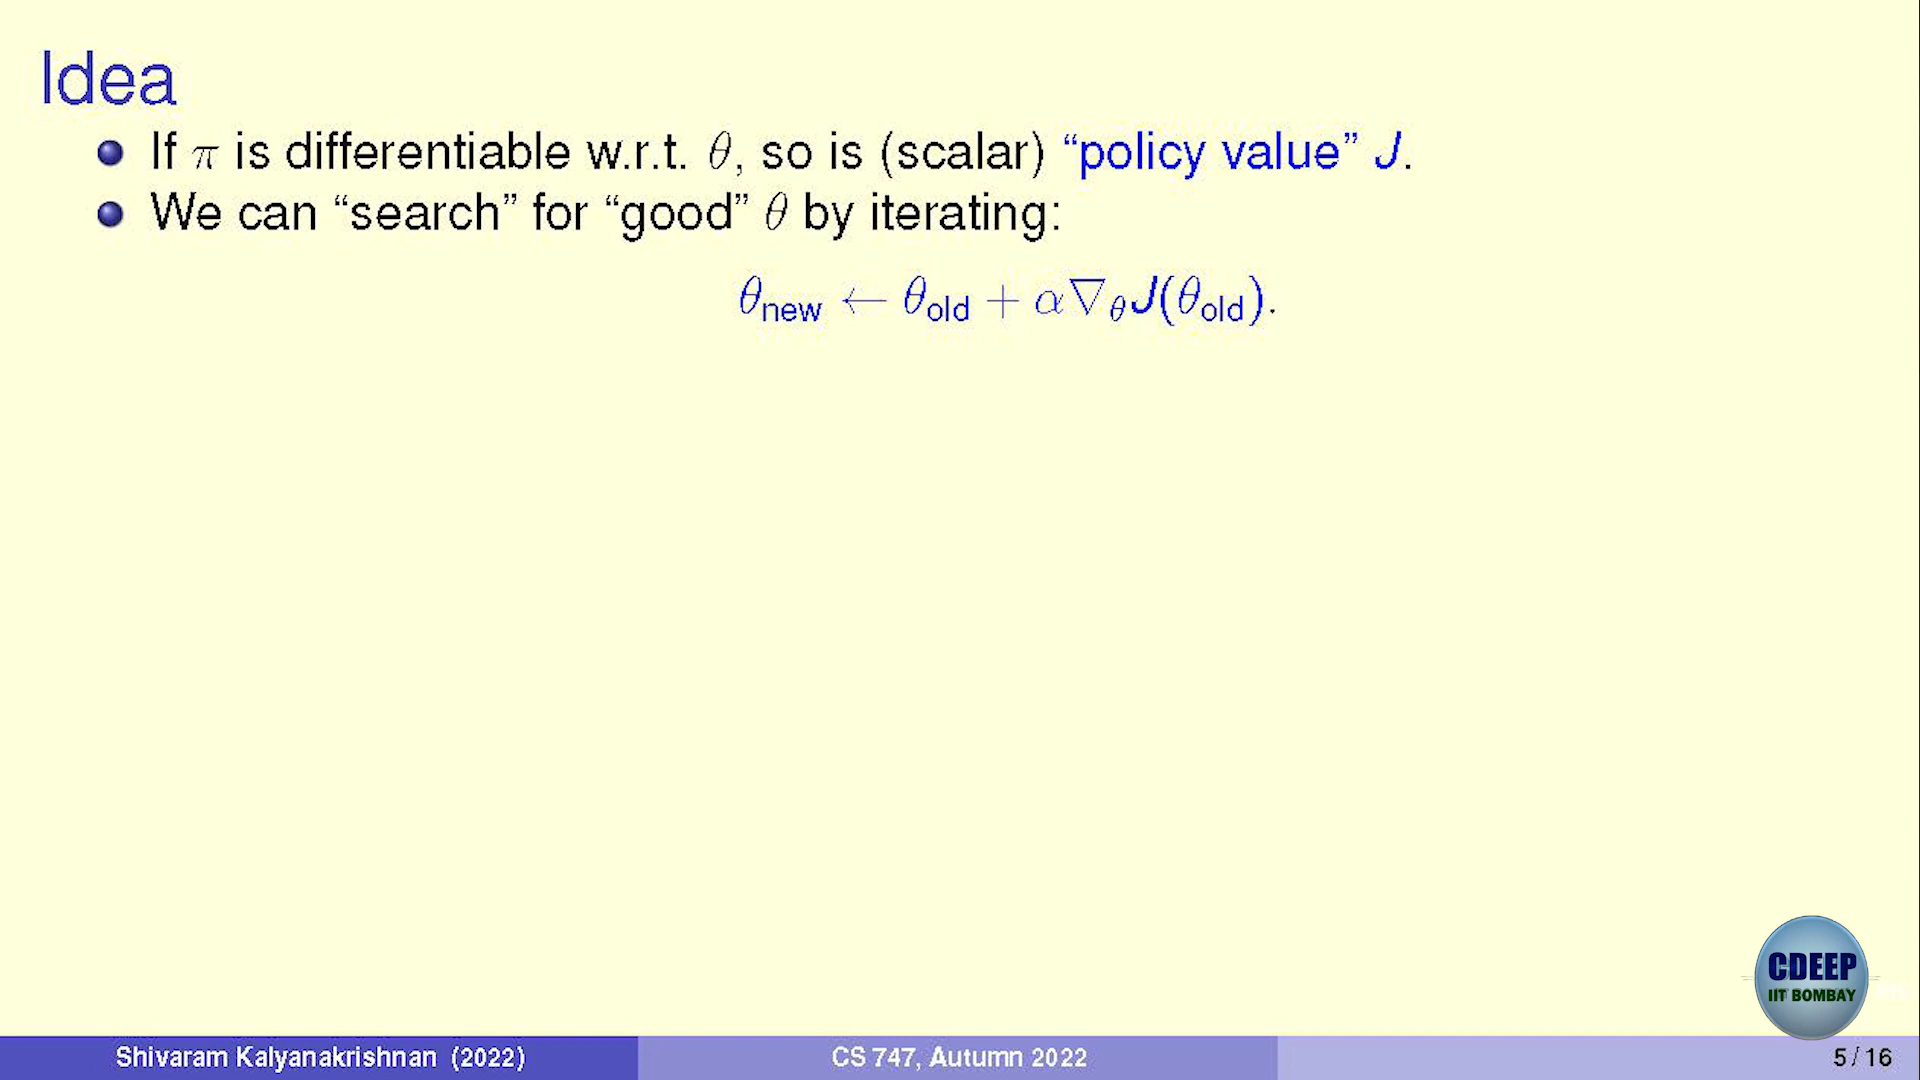 Idea
If π is differentiable w.r.t. θ, so is (scalar) “policy value” J.
We can “search” for “good” θ by iterating:
θnew ← θold + α∇θJ(θold).
CDEEP
IIT BOMBAY
Shivaram Kalyanakrishnan (2022)
CS 747, Autumn 2022
5 / 16